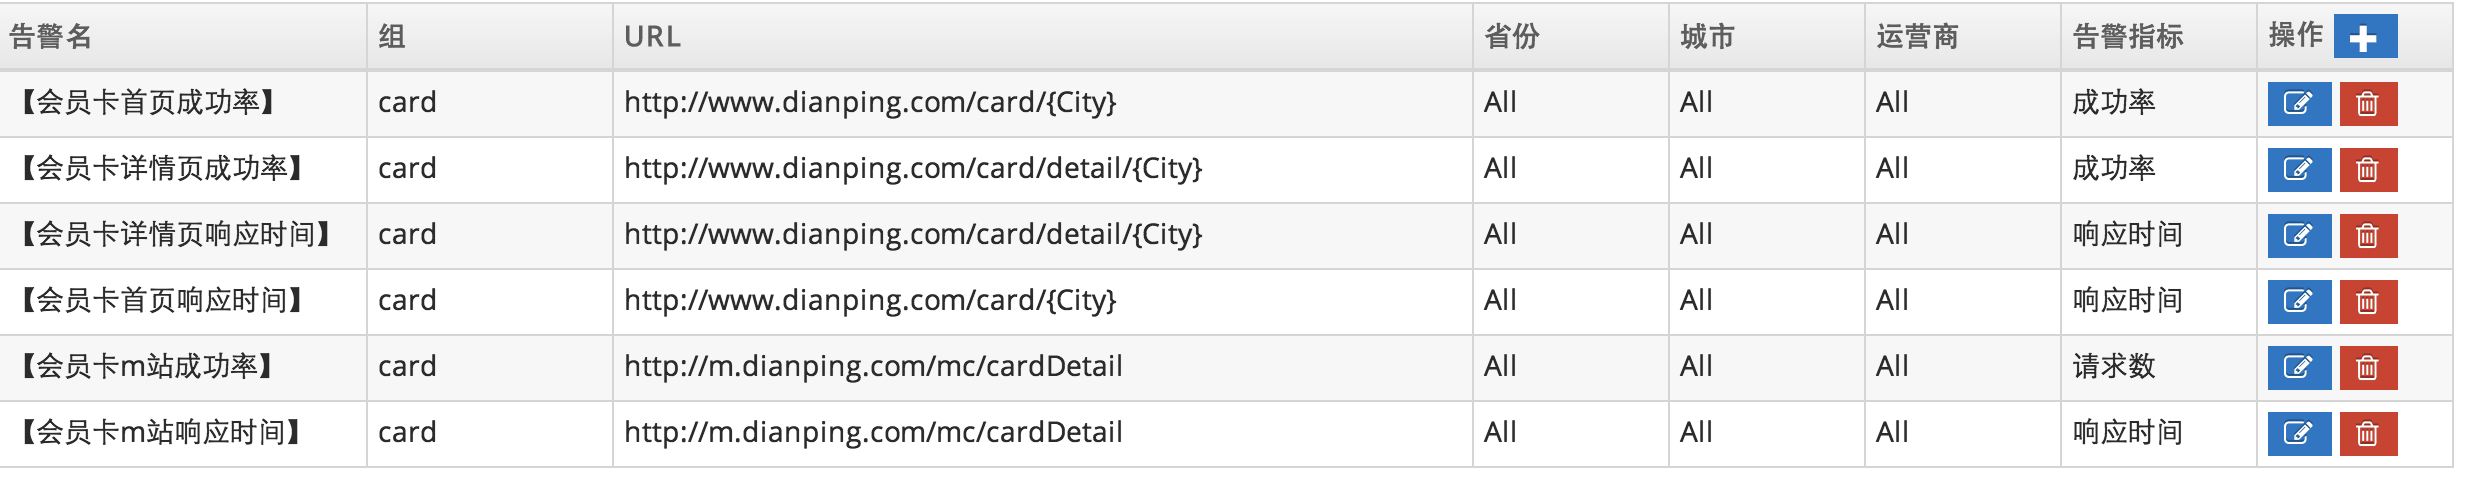 告警名 组 URL 省份 城市 运营商 告警指标 操作
【会员卡首页成功率】 card http://www.dianping.com/card/{City} All All All 成功率
【会员卡详情页成功率】 card http://www.dianping.com/card/detail/{City} All All All 成功率
【会员卡详情页响应时间】 card http://www.dianping.com/card/detail/{City} All All All 响应时间
【会员卡首页响应时间】 card http://www.dianping.com/card/{City} All All All 响应时间
【会员卡m站成功率】 card http://m.dianping.com/mc/cardDetail All All All 请求数
【会员卡m站响应时间】 card http://m.dianping.com/mc/cardDetail All All All 响应时间